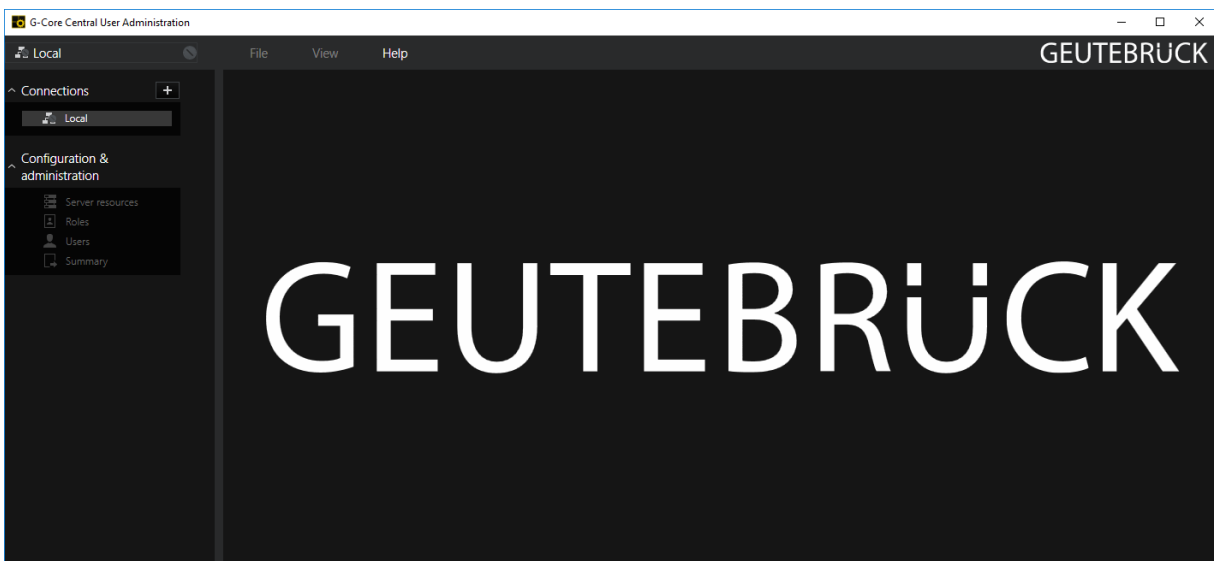 G-Core Central User Administration
Local
File View Help
GEUTEBRÜCK
Connections
Local
Configuration &
administration
Server resources
Roles
Users
Summary
GEUTEBRÜCK